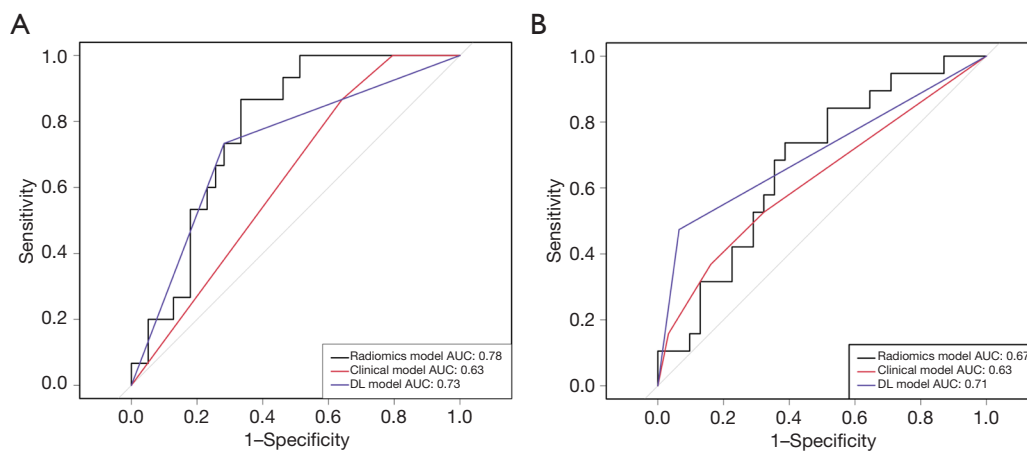 A
Sensitivity
1.0
0.8
0.6
0.4
0.2
0.0
0.0 0.2 0.4 0.6 0.8 1.0
1–Specificity
Radiomics model AUC: 0.78
Clinical model AUC: 0.63
DL model AUC: 0.73
B
Sensitivity
1.0
0.8
0.6
0.4
0.2
0.0
0.0 0.2 0.4 0.6 0.8 1.0
1–Specificity
Radiomics model AUC: 0.67
Clinical model AUC: 0.63
DL model AUC: 0.71